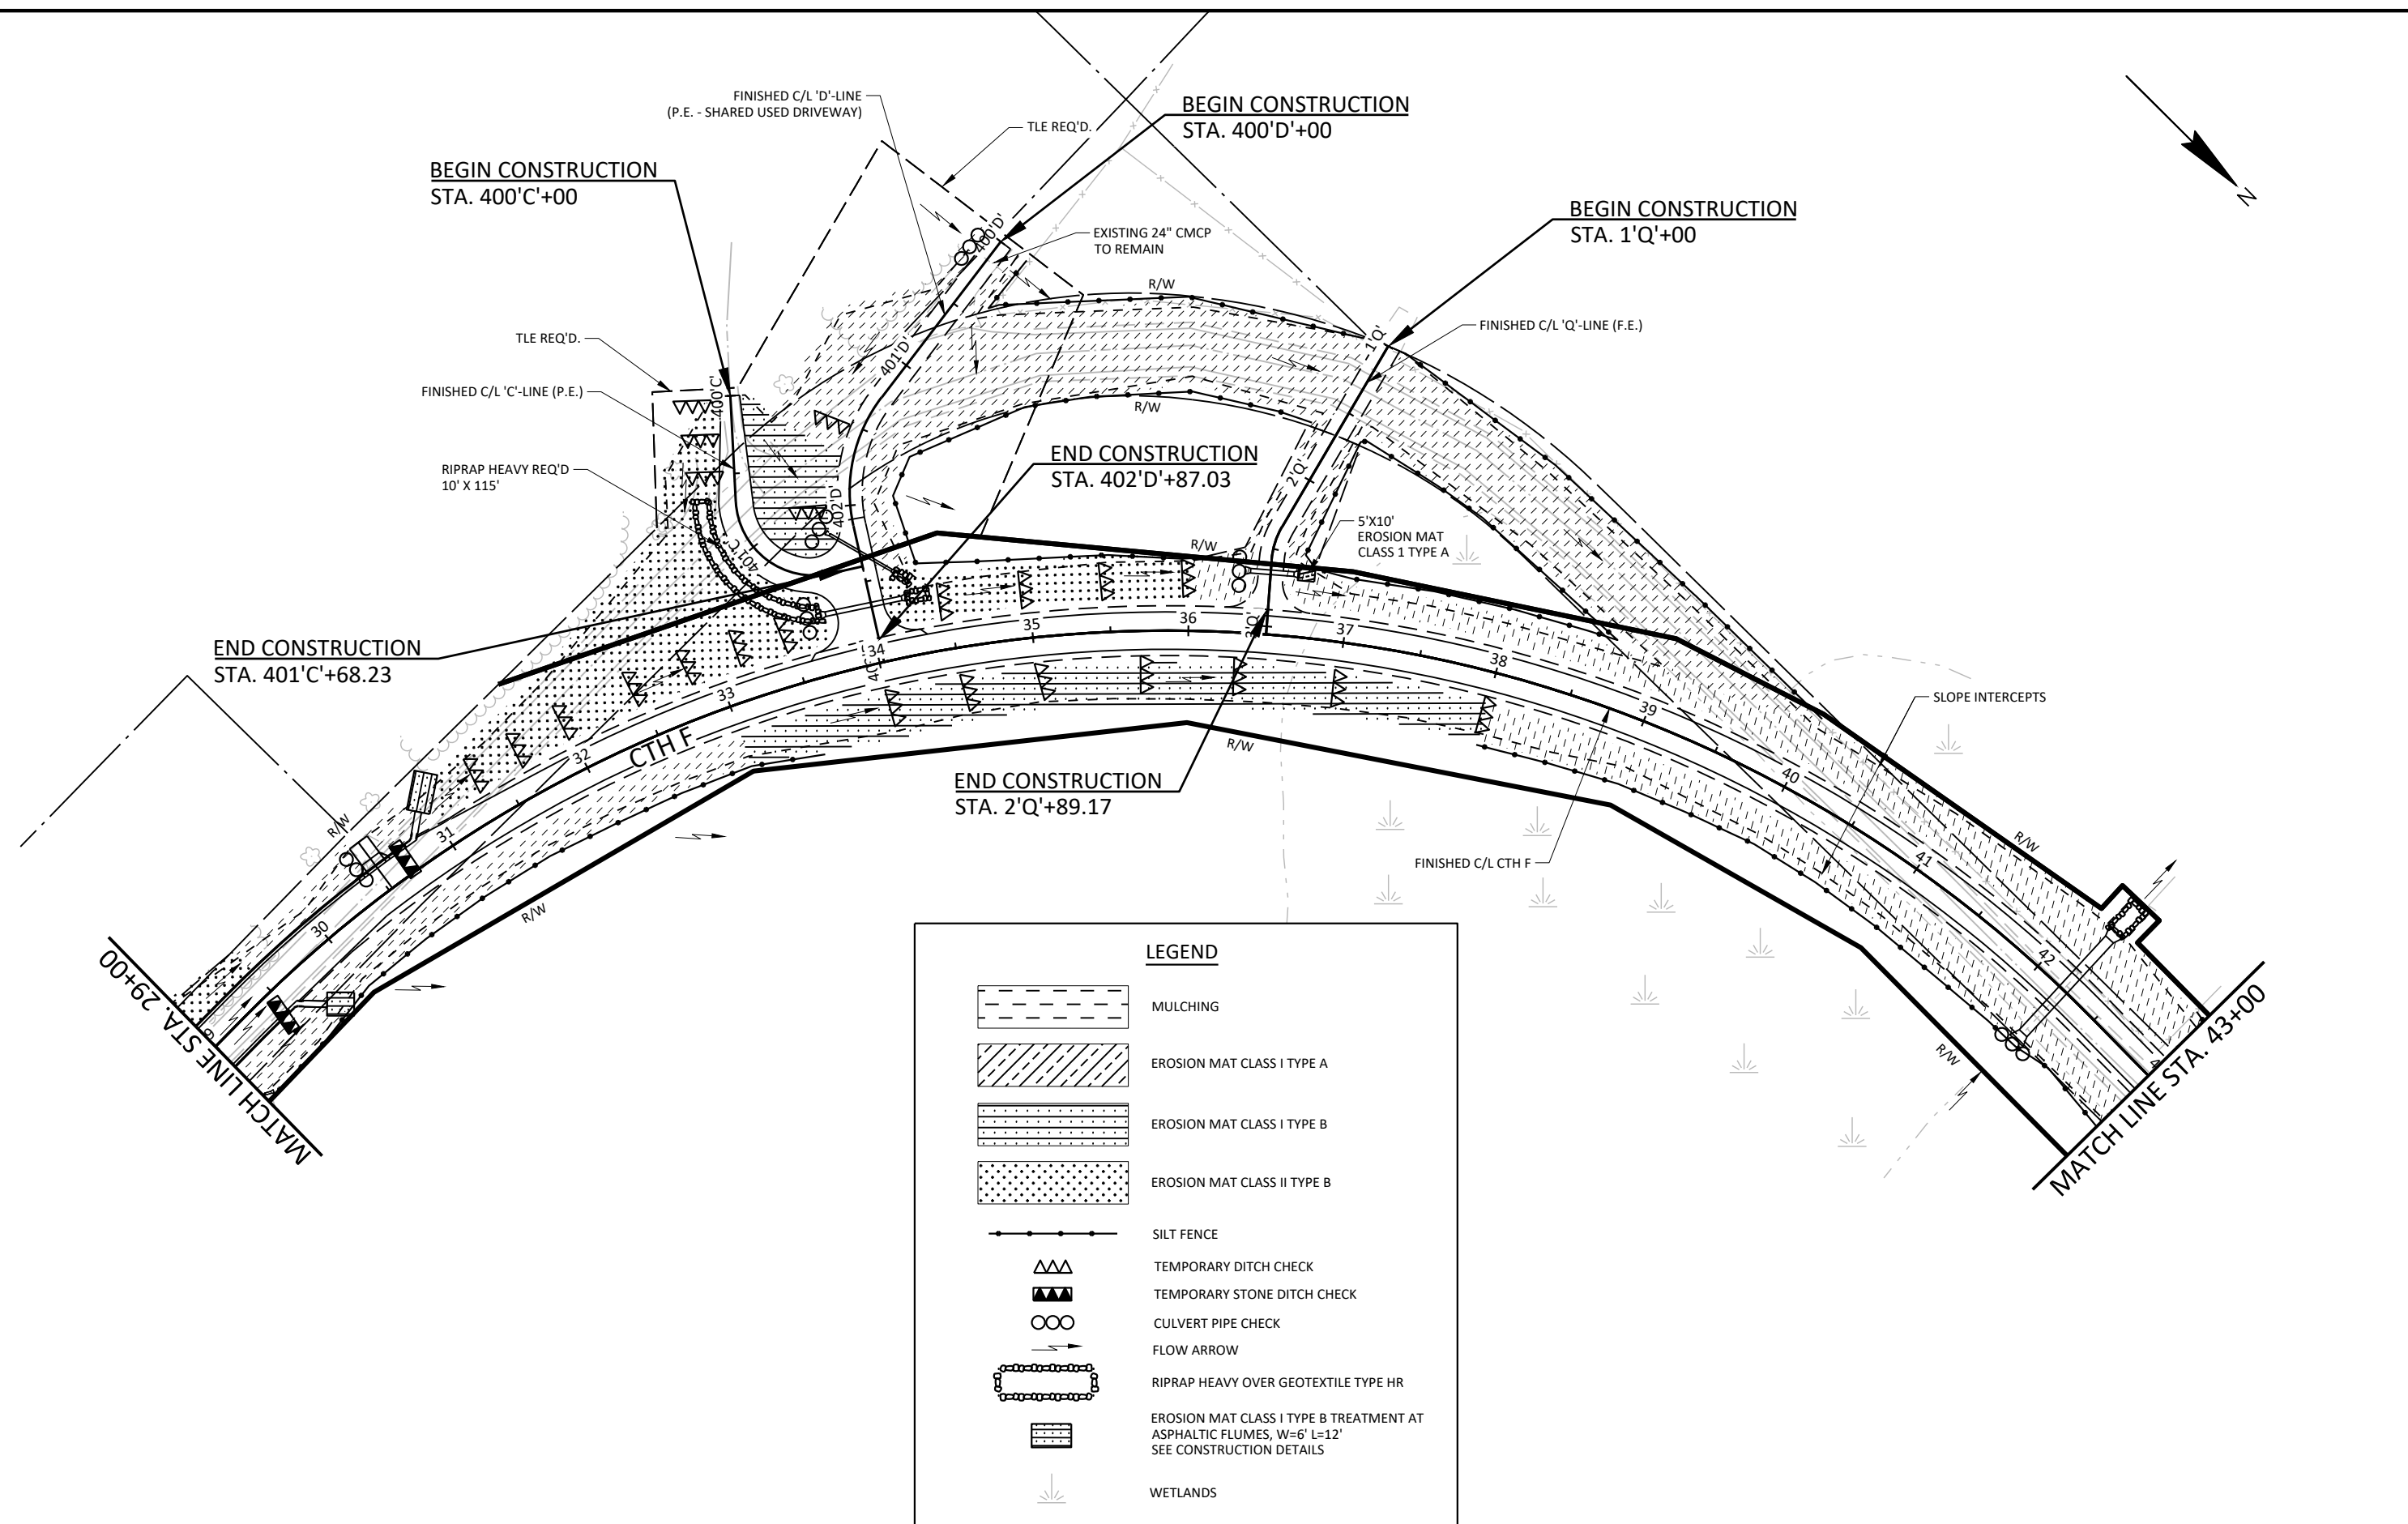 FINISHED C/L 'D'-LINE
(P.E. - SHARED USED DRIVEWAY)
TLE REQ'D.
BEGIN CONSTRUCTION
STA. 400'D'+00
BEGIN CONSTRUCTION
STA. 400'C'+00
BEGIN CONSTRUCTION
STA. 1'Q'+00
N
400'D'
EXISTING 24" CMCP
TO REMAIN
R/W
TLE REQ'D.
FINISHED C/L 'Q'-LINE (F.E.)
1'Q'
401'D'
FINISHED C/L 'C'-LINE (P.E.)
400'C'
R/W
RIPRAP HEAVY REQ'D
10' X 115'
END CONSTRUCTION
STA. 402'D'+87.03
2'Q'
402'D'
5'X10'
EROSION MAT
CLASS 1 TYPE A
R/W
401'C'
END CONSTRUCTION
STA. 401'C'+68.23
3'Q'
34
35
36
37
38
39
40
41
42
33
32
31
30
CTH F
SLOPE INTERCEPTS
R/W
END CONSTRUCTION
STA. 2'Q'+89.17
FINISHED C/L CTH F
R/W
R/W
R/W
R/W
MATCH LINE STA. 29+00
MATCH LINE STA. 43+00
LEGEND
MULCHING
EROSION MAT CLASS I TYPE A
EROSION MAT CLASS I TYPE B
EROSION MAT CLASS II TYPE B
SILT FENCE
TEMPORARY DITCH CHECK
TEMPORARY STONE DITCH CHECK
CULVERT PIPE CHECK
FLOW ARROW
RIPRAP HEAVY OVER GEOTEXTILE TYPE HR
EROSION MAT CLASS I TYPE B TREATMENT AT
ASPHALTIC FLUMES, W=6' L=12'
SEE CONSTRUCTION DETAILS
WETLANDS